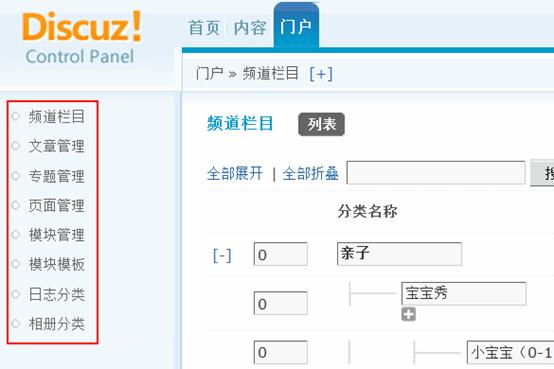 Discuz!
Control Panel
首页 内容 门户
门户 » 频道栏目 [+]
频道栏目
文章管理
专题管理
页面管理
模块管理
模块模板
日志分类
相册分类
频道栏目 列表
全部展开 | 全部折叠
分类名称
[-] 0 亲子
0 宝宝秀
0 小宝宝（0-1